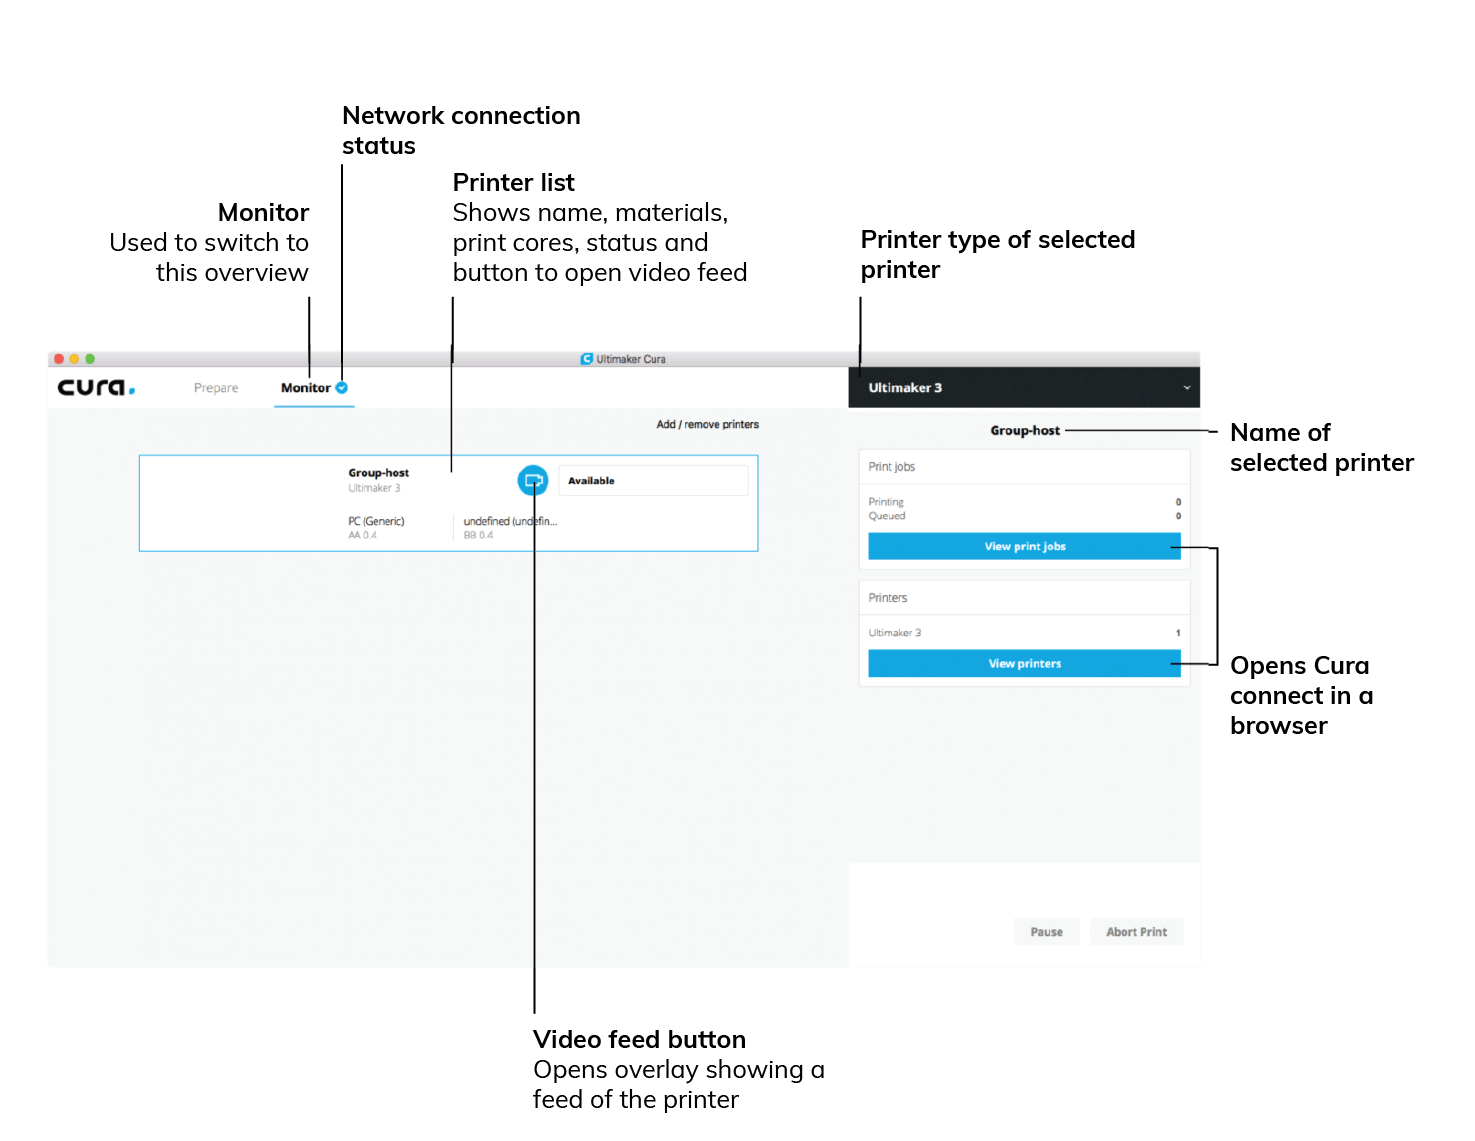 Network connection
status
Printer list
Monitor
Shows name, materials,
Used to switch to
print cores, status and
this overview
button to open video feed
Printer type of selected
printer
Ultimaker Cura
cura.
Prepare
Monitor
Ultimaker 3
Add / remove printers
Group-host
Name of
selected printer
Group-host
Ultimaker 3
Available
PC (Generic)
AA 0.4
undefined (undefin...
BB 0.4
Print jobs
Printing 0
Queued 0
View print jobs
Printers
Ultimaker 3 1
View printers
Opens Cura
connect in a
browser
Pause
Abort Print
Video feed button
Opens overlay showing a
feed of the printer